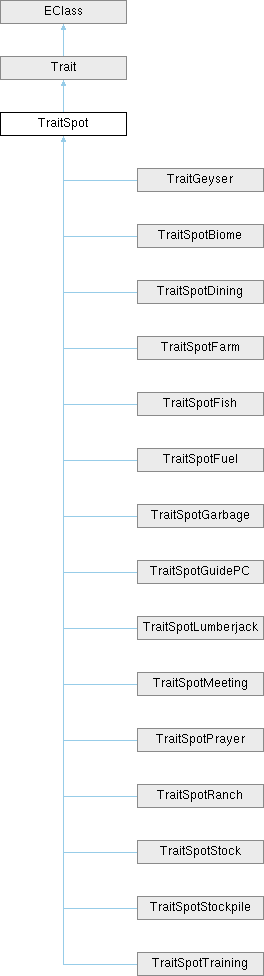 EClass
Trait
TraitSpot
TraitGeyser
TraitSpotBiome
TraitSpotDining
TraitSpotFarm
TraitSpotFish
TraitSpotFuel
TraitSpotGarbage
TraitSpotGuidePC
TraitSpotLumberjack
TraitSpotMeeting
TraitSpotPrayer
TraitSpotRanch
TraitSpotStock
TraitSpotStockpile
TraitSpotTraining